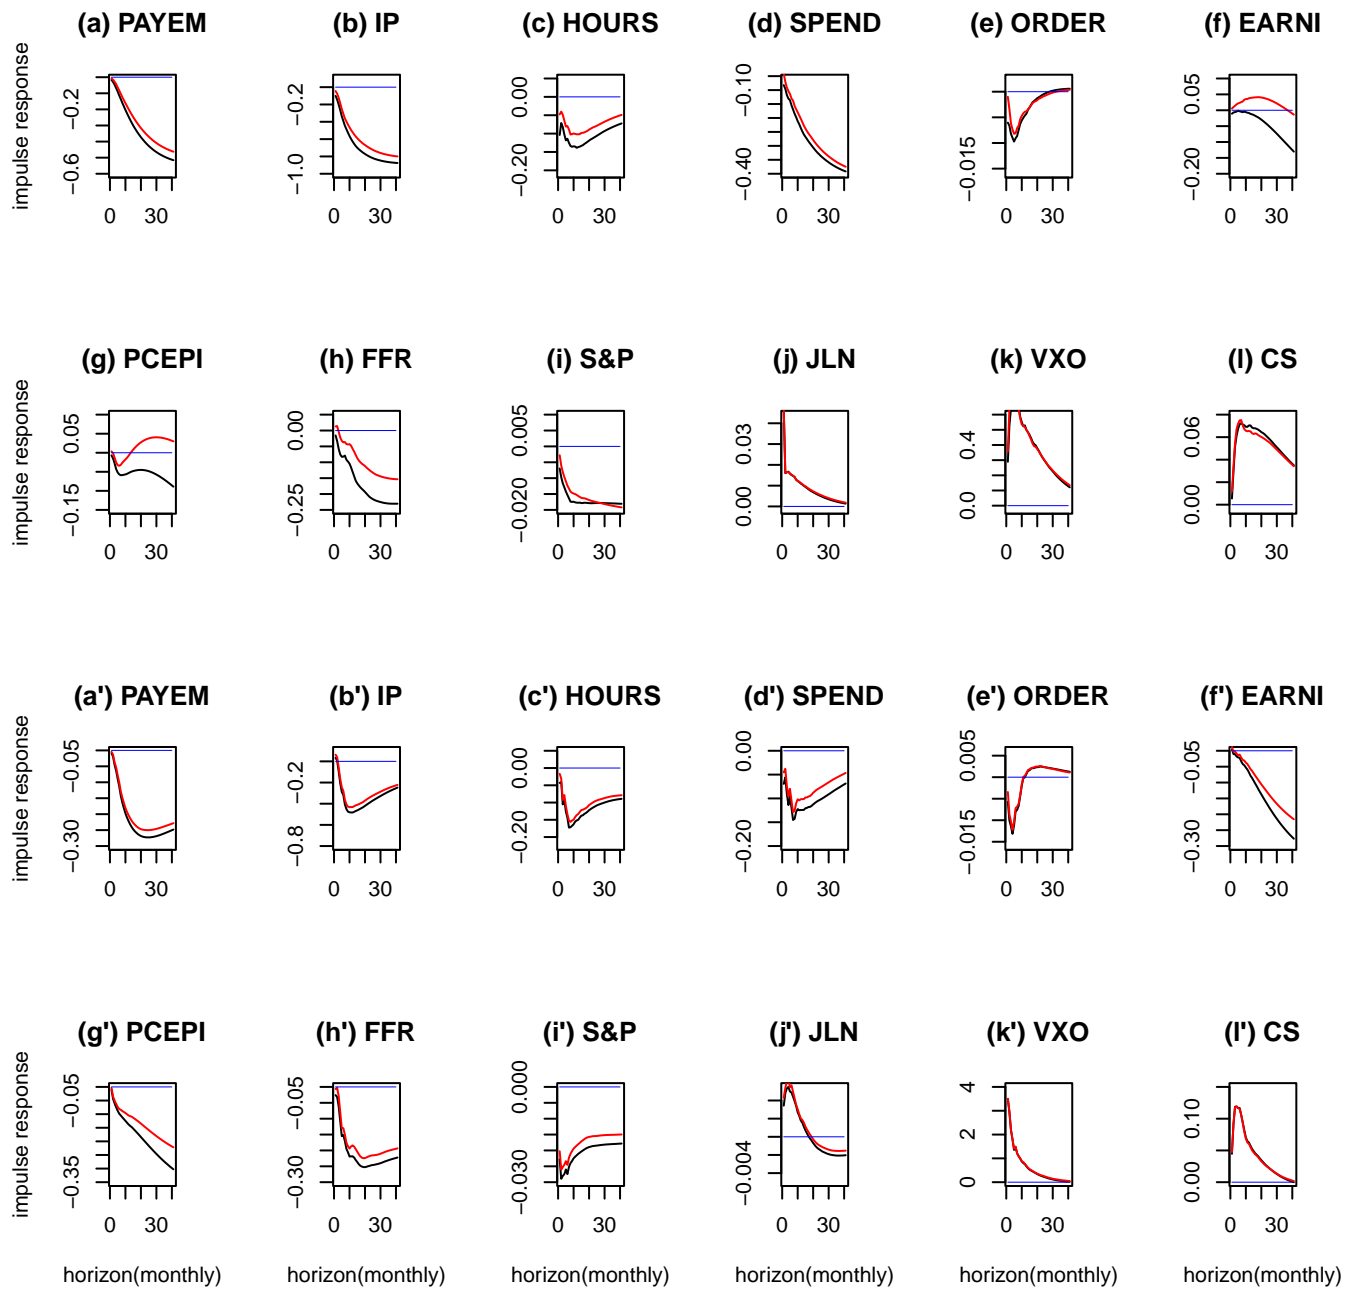 (a) PAYEM (b) IP (c) HOURS (d) SPEND (e) ORDER (f) EARNI
impulse response
−0.2 −0.6 −0.2 −1.0 0.00 −0.20 −0.10 −0.40 −0.015 0.05 −0.20
0 30 0 30 0 30 0 30 0 30 0 30
(g) PCEPI (h) FFR (i) S&P (j) JLN (k) VXO (l) CS
impulse response
0.05 −0.15 0.00 −0.25 0.005 −0.020 0.03 0.00 0.4 0.0 0.06 0.00
0 30 0 30 0 30 0 30 0 30 0 30
(a') PAYEM (b') IP (c') HOURS (d') SPEND (e') ORDER (f') EARNI
impulse response
−0.05 −0.30 −0.2 −0.8 0.00 −0.20 0.00 −0.20 0.005 −0.015 −0.05 −0.30
0 30 0 30 0 30 0 30 0 30 0 30
(g') PCEPI (h') FFR (i') S&P (j') JLN (k') VXO (l') CS
impulse response
−0.05 −0.35 −0.05 −0.30 0.000 −0.030 −0.004 4 2 0 0.10 0.00
0 30 0 30 0 30 0 30 0 30 0 30
horizon(monthly) horizon(monthly) horizon(monthly) horizon(monthly) horizon(monthly) horizon(monthly)